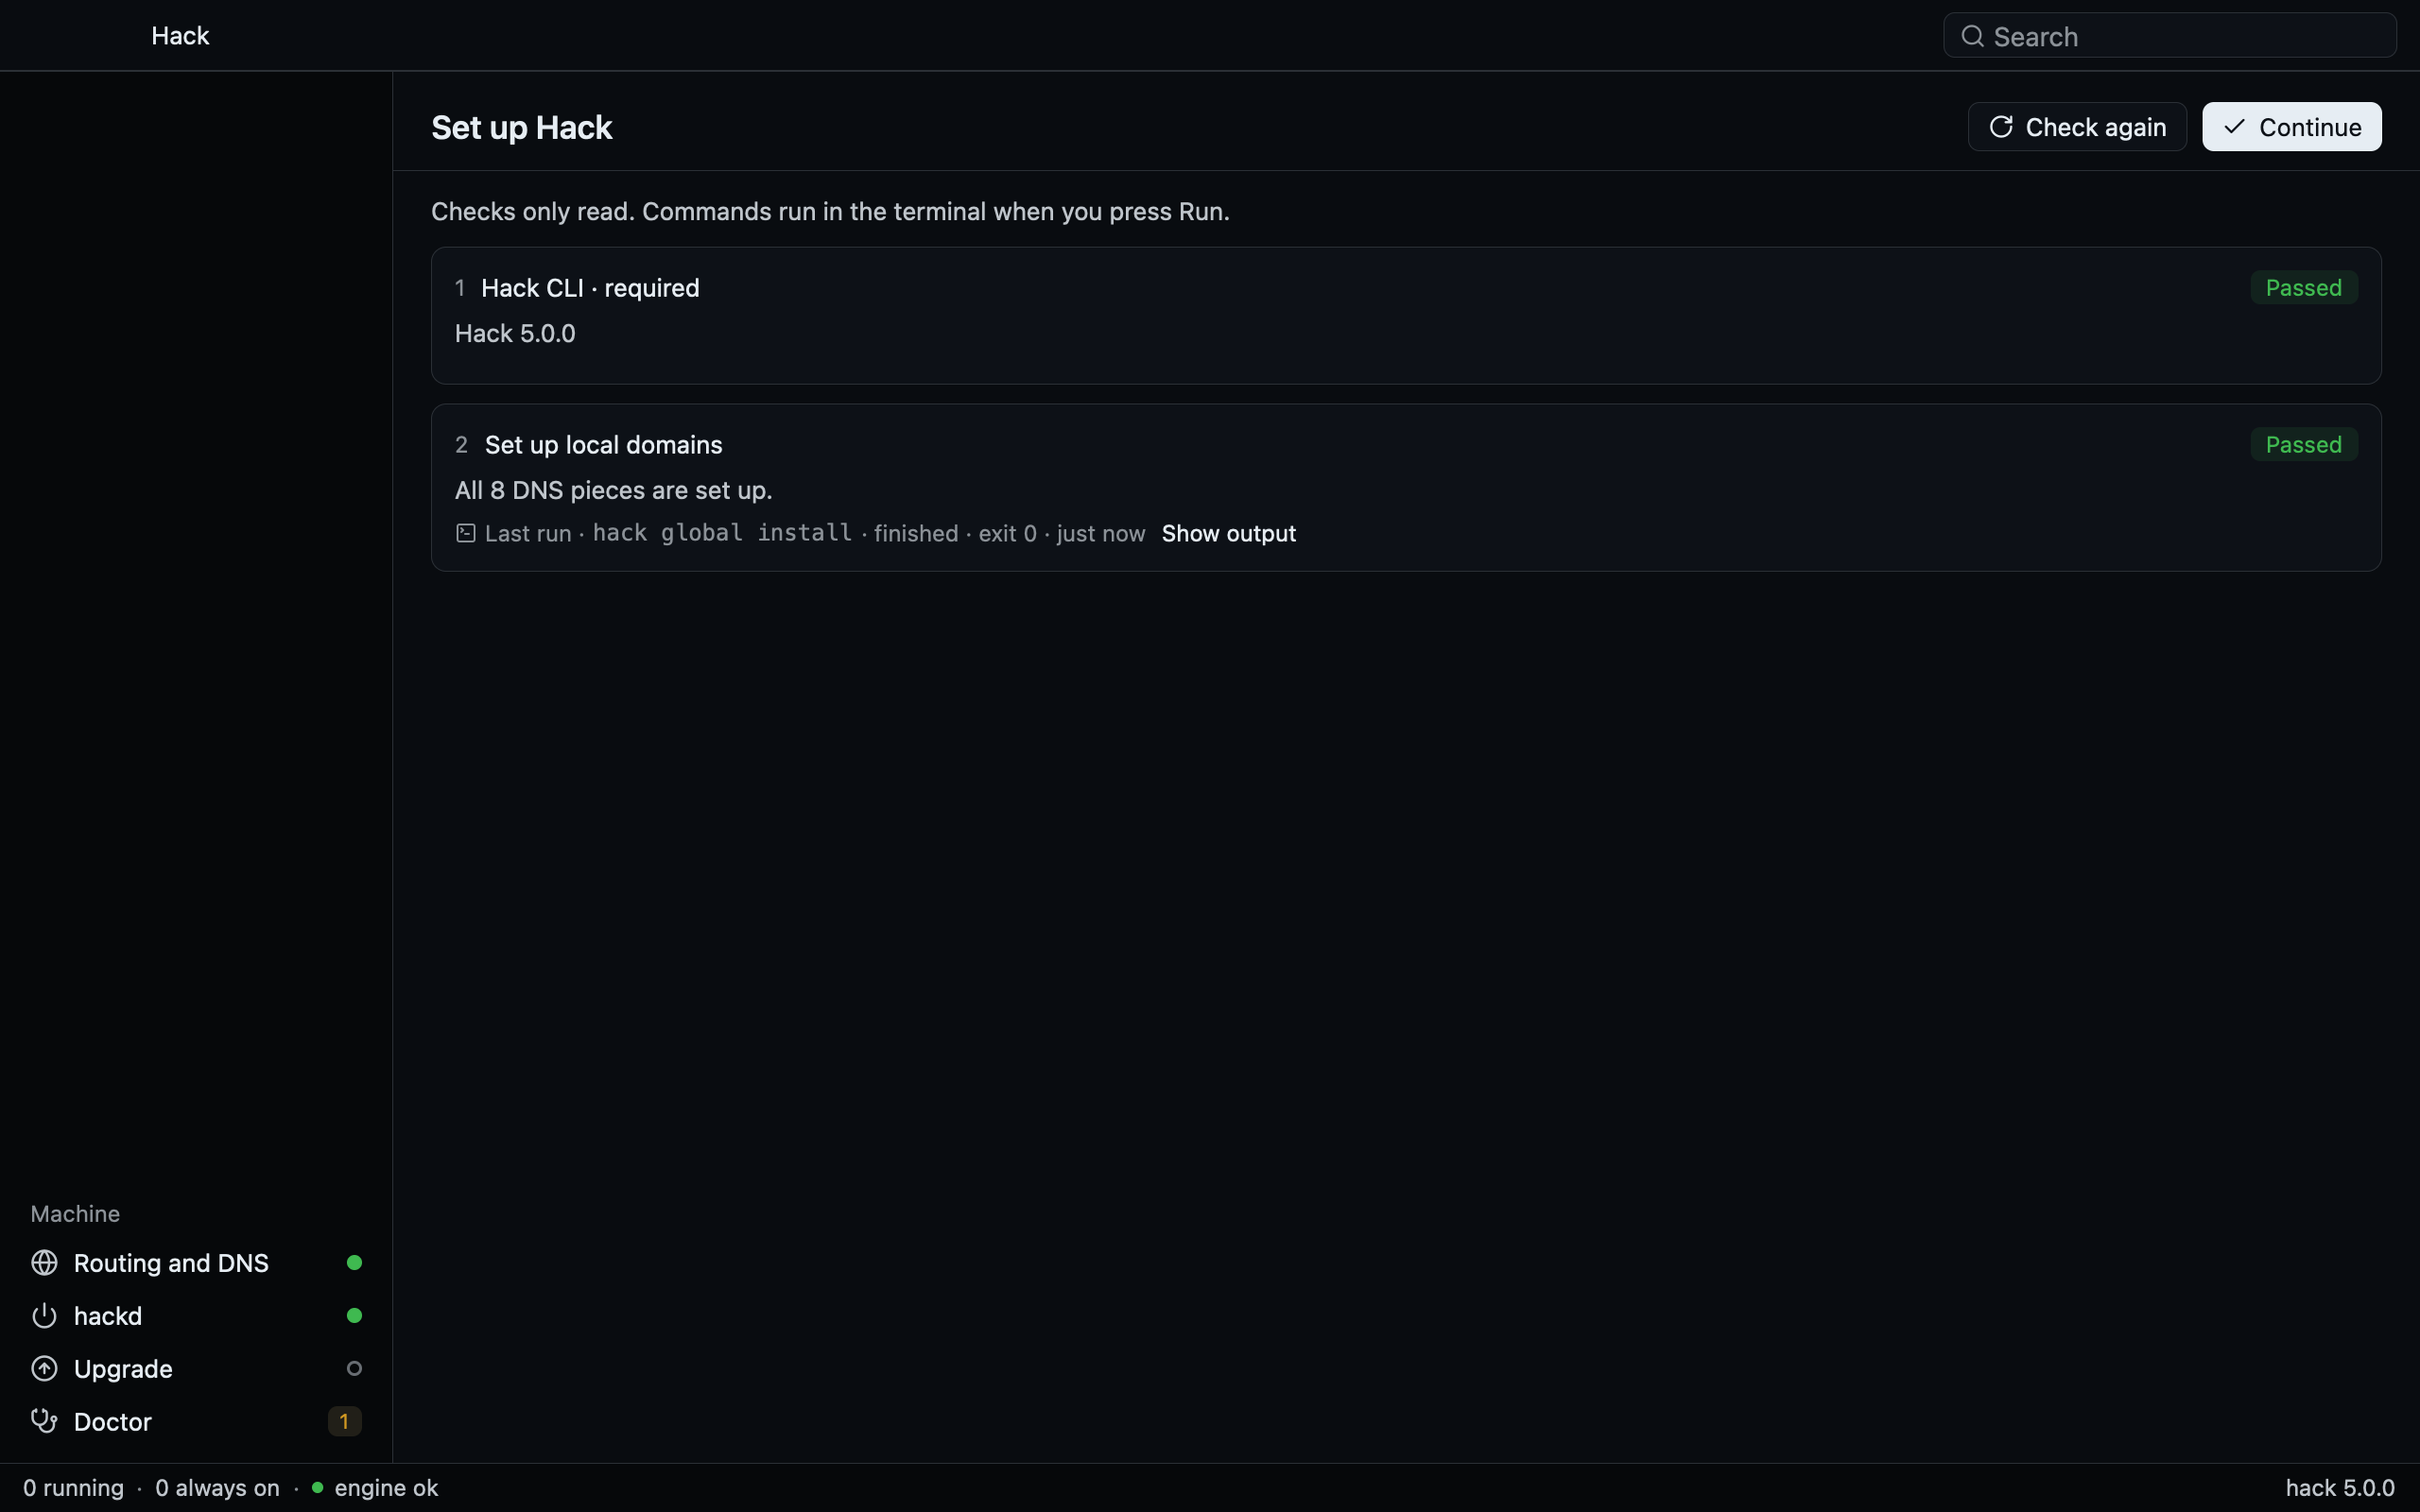 Hack
Search
Set up Hack
Check again
Continue
Checks only read. Commands run in the terminal when you press Run.
1 Hack CLI · required
Passed
Hack 5.0.0
2 Set up local domains
Passed
All 8 DNS pieces are set up.
Last run · hack global install · finished · exit 0 · just now Show output
Machine
Routing and DNS
hackd
Upgrade
Doctor 1
0 running · 0 always on · engine ok
hack 5.0.0